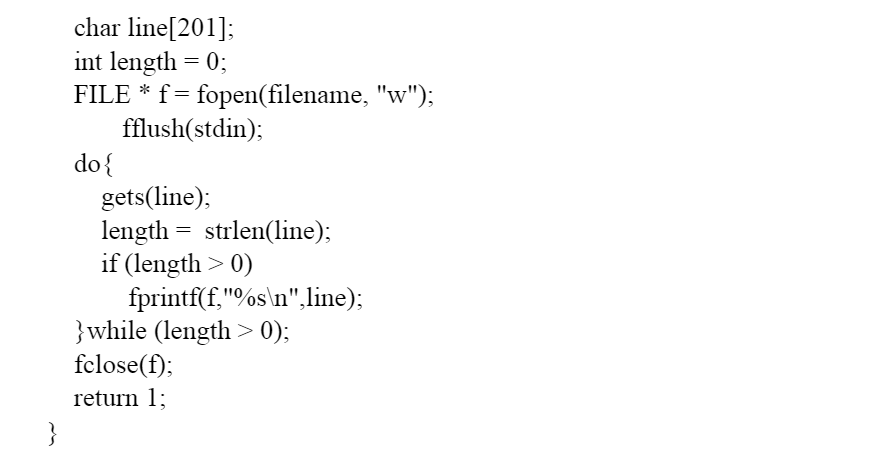 char line[201];
int length = 0;
FILE * f = fopen(filename, "w");
fflush(stdin);
do{
gets(line);
length =  strlen(line);
if (length > 0)
fprintf(f,"%s\n",line);
}while (length > 0);
fclose(f);
return 1;
}